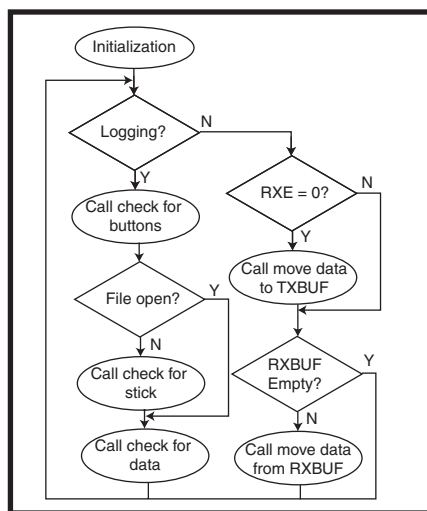 Initialization
Logging?
N
Y
Call check for
buttons
File open?
Y
N
Call check for
stick
Call check for
data
RXE = 0?
N
Y
Call move data
to TXBUF
RXBUF
Empty?
Y
N
Call move data
from RXBUF